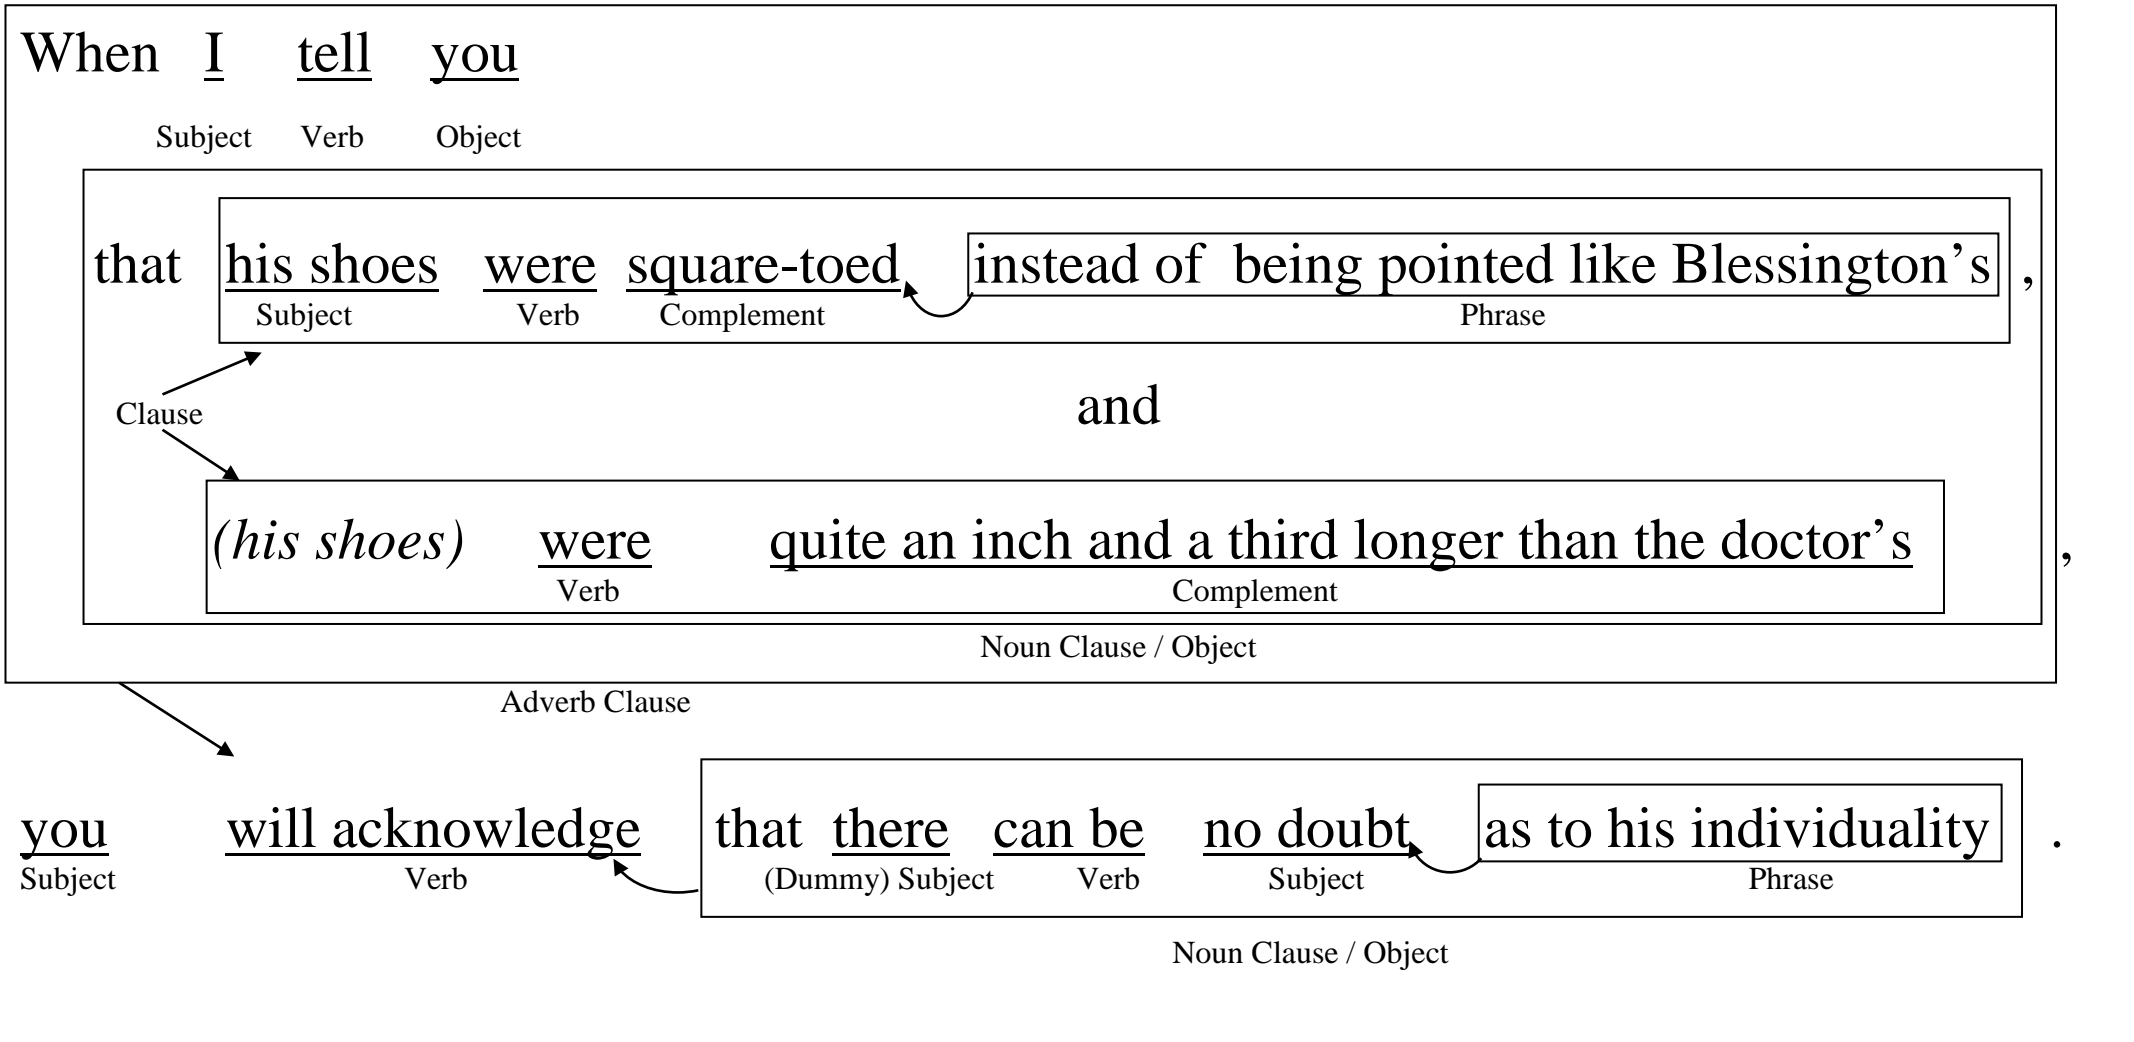 When I tell you
Subject Verb Object
that his shoes were square-toed instead of being pointed like Blessington’s ,
Subject Verb Complement Phrase
Clause
and
(his shoes) were quite an inch and a third longer than the doctor’s ,
Verb Complement
Noun Clause / Object
Adverb Clause
you will acknowledge that there can be no doubt as to his individuality .
Subject Verb (Dummy) Subject Verb Subject Phrase
Noun Clause / Object